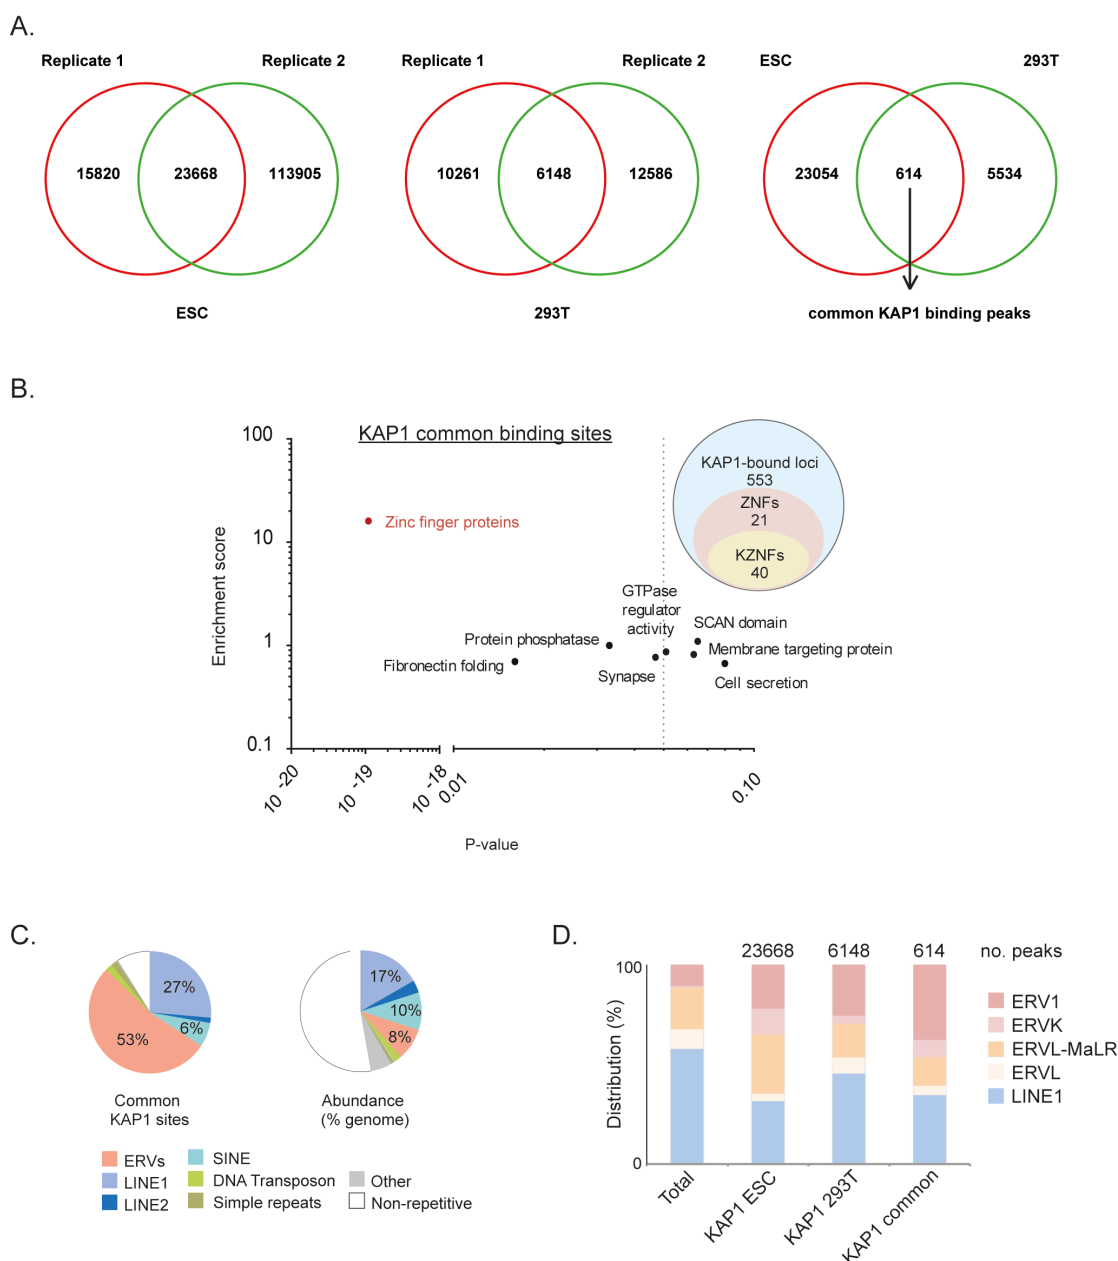 A.
Replicate 1
Replicate 2
Replicate 1
Replicate 2
ESC
293T
15820
23668
113905
10261
6148
12586
23054
614
5534
ESC
293T
common KAP1 binding peaks
B.
KAP1 common binding sites
100
10
1
0.1
Enrichment score
Zinc finger proteins
KAP1-bound loci
553
ZNFs
21
KZNFs
40
GTPase
regulator
activity
SCAN domain
Protein phosphatase
Membrane targeting protein
Fibronectin folding
Synapse
Cell secretion
10 -20
10 -19
10 -18
0.01
0.10
P-value
C.
27%
6%
53%
17%
10%
8%
Common
KAP1 sites
Abundance
(% genome)
ERVs
LINE1
LINE2
SINE
DNA Transposon
Simple repeats
Other
Non-repetitive
D.
23668
6148
614
no. peaks
100
0
Distribution (%)
ERV1
ERVK
ERVL-MaLR
ERVL
LINE1
Total
KAP1 ESC
KAP1 293T
KAP1 common